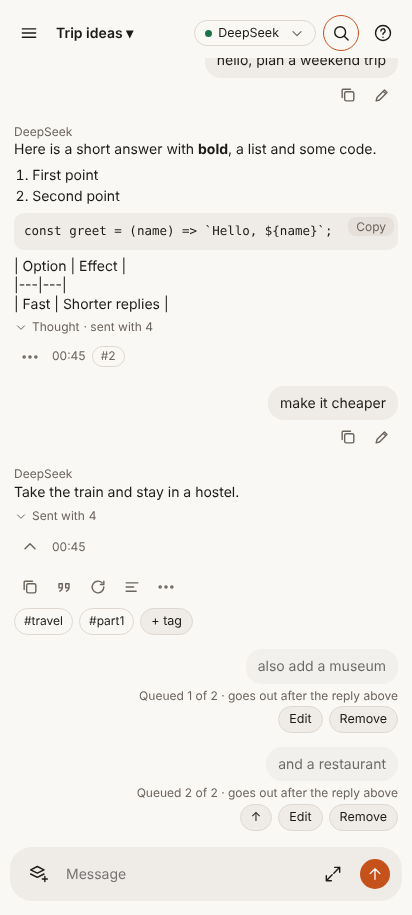 Trip ideas ▾
DeepSeek
hello, plan a weekend trip
DeepSeek
Here is a short answer with bold, a list and some code.
1. First point
2. Second point
const greet = (name) => `Hello, ${name}`;
Copy
| Option | Effect |
|---|---|
| Fast | Shorter replies |
Thought · sent with 4
00:45 #2
make it cheaper
DeepSeek
Take the train and stay in a hostel.
Sent with 4
00:45
#travel #part1 + tag
also add a museum
Queued 1 of 2 · goes out after the reply above
Edit Remove
and a restaurant
Queued 2 of 2 · goes out after the reply above
↑ Edit Remove
Message